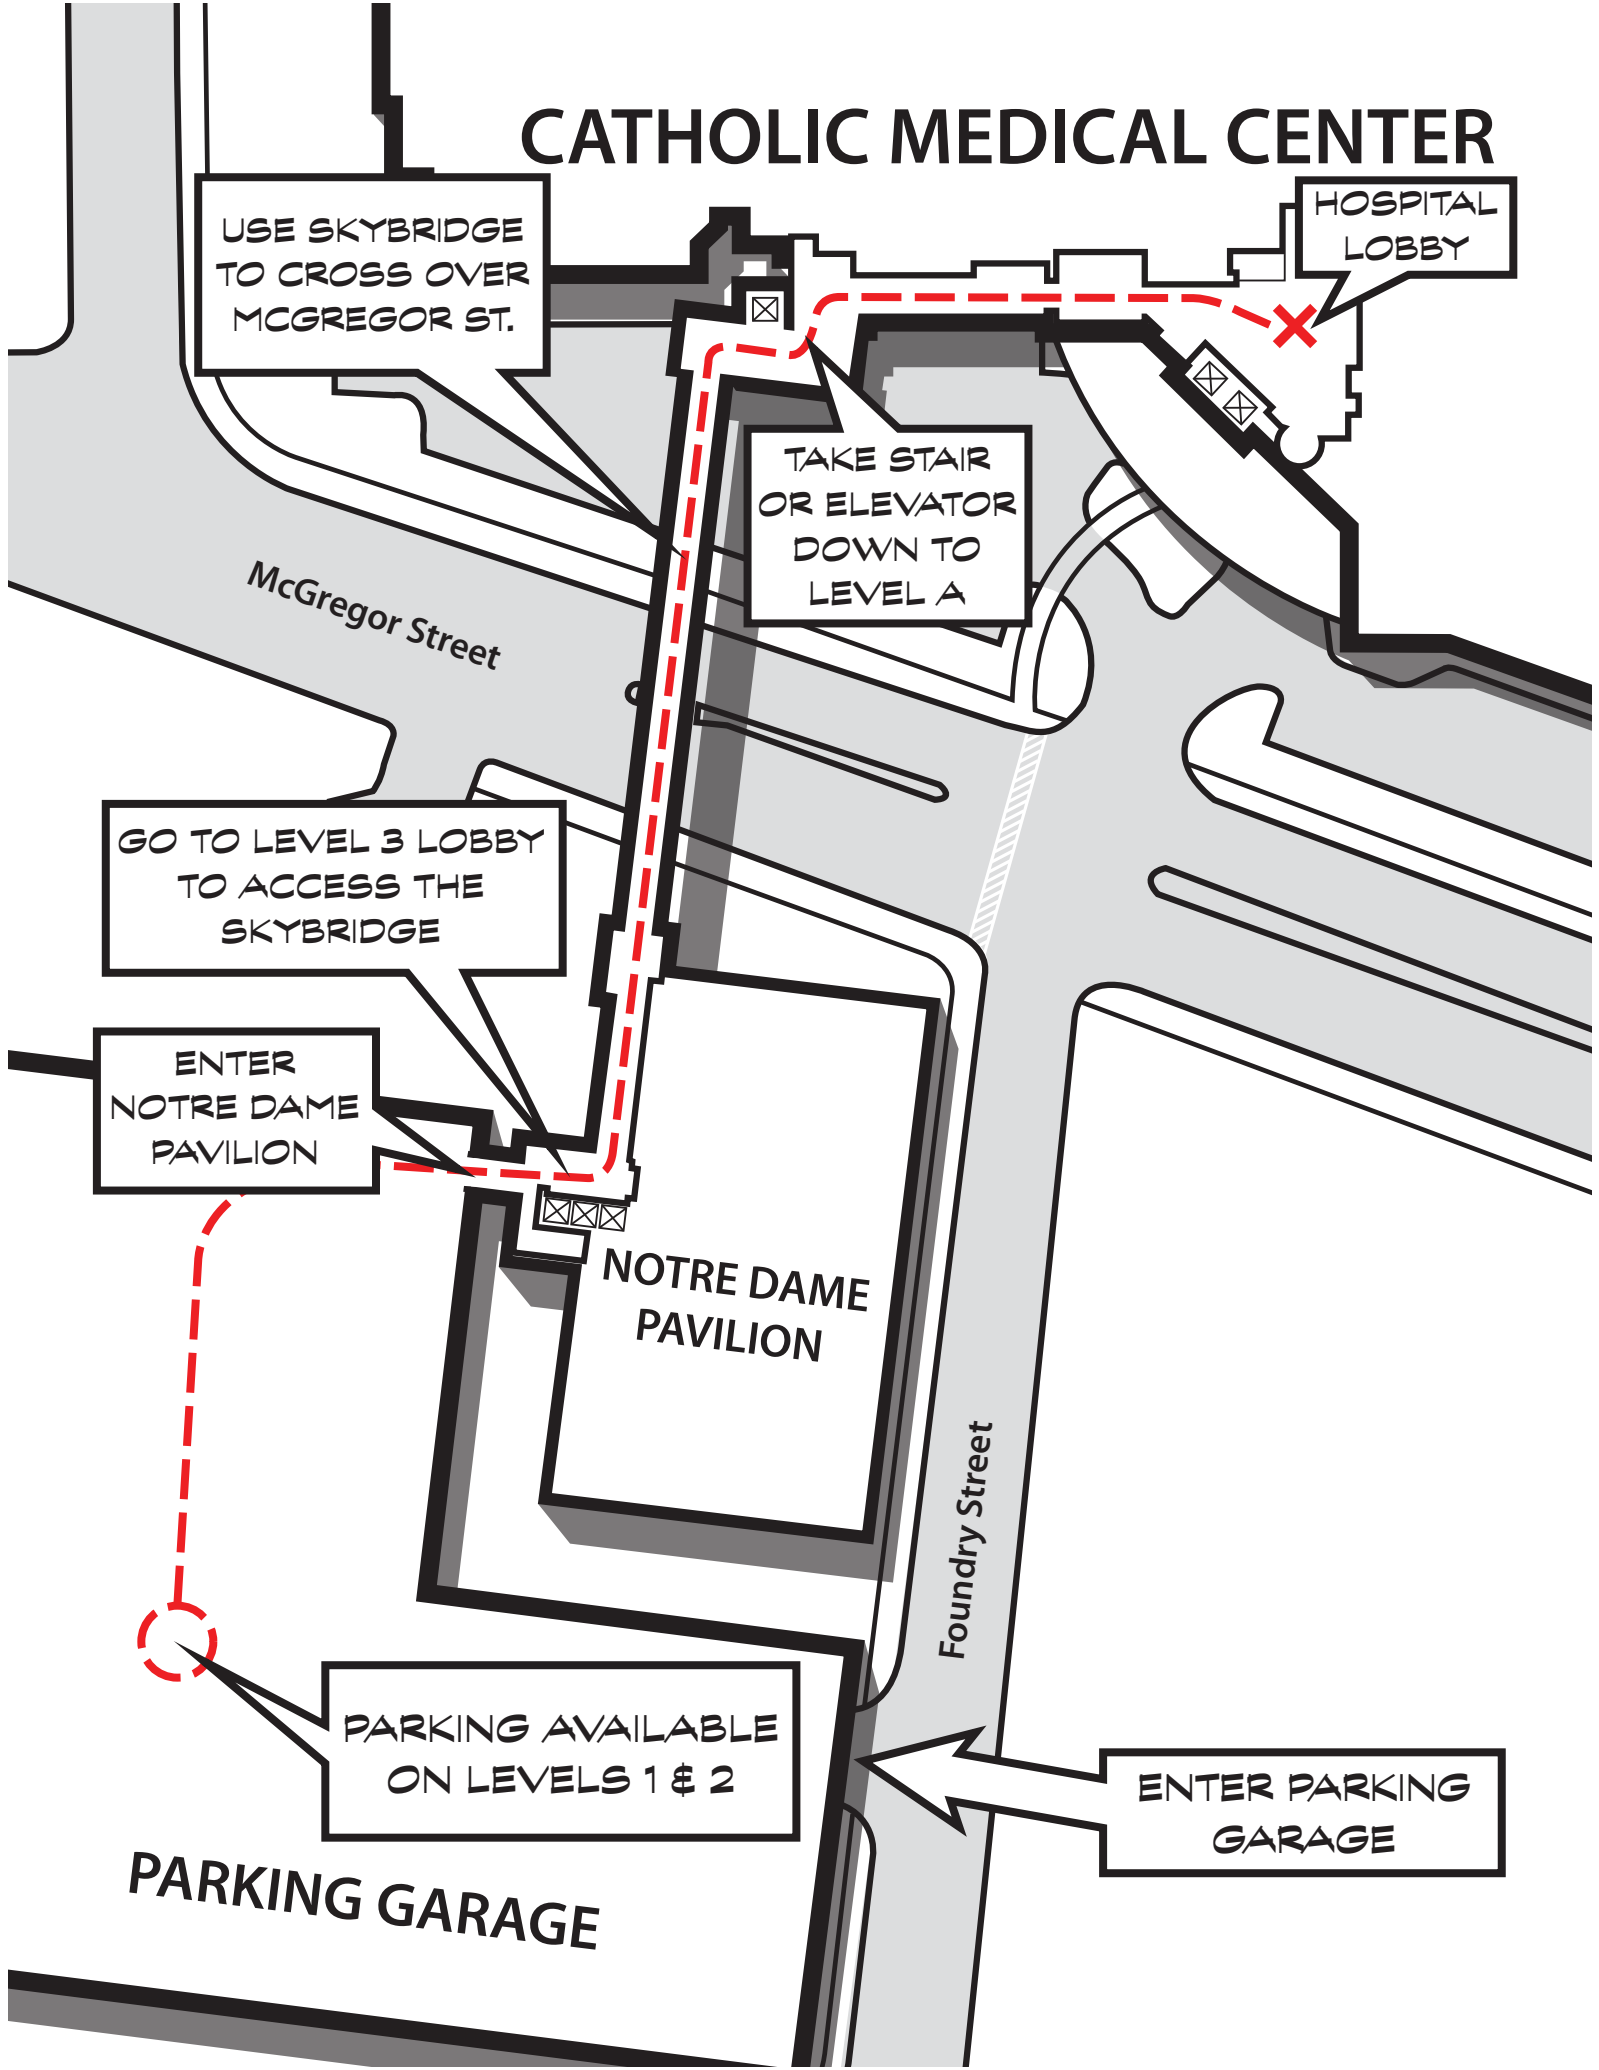 CATHOLIC MEDICAL CENTER
HOSPITAL
LOBBY
USE SKYBRIDGE
TO CROSS OVER
MCGREGOR ST.
TAKE STAIR
OR ELEVATOR
DOWN TO
LEVEL A
McGregor Street
GO TO LEVEL 3 LOBBY
TO ACCESS THE
SKYBRIDGE
ENTER
NOTRE DAME
PAVILION
NOTRE DAME
PAVILION
Foundry Street
PARKING AVAILABLE
ON LEVELS 1 & 2
ENTER PARKING
GARAGE
PARKING GARAGE